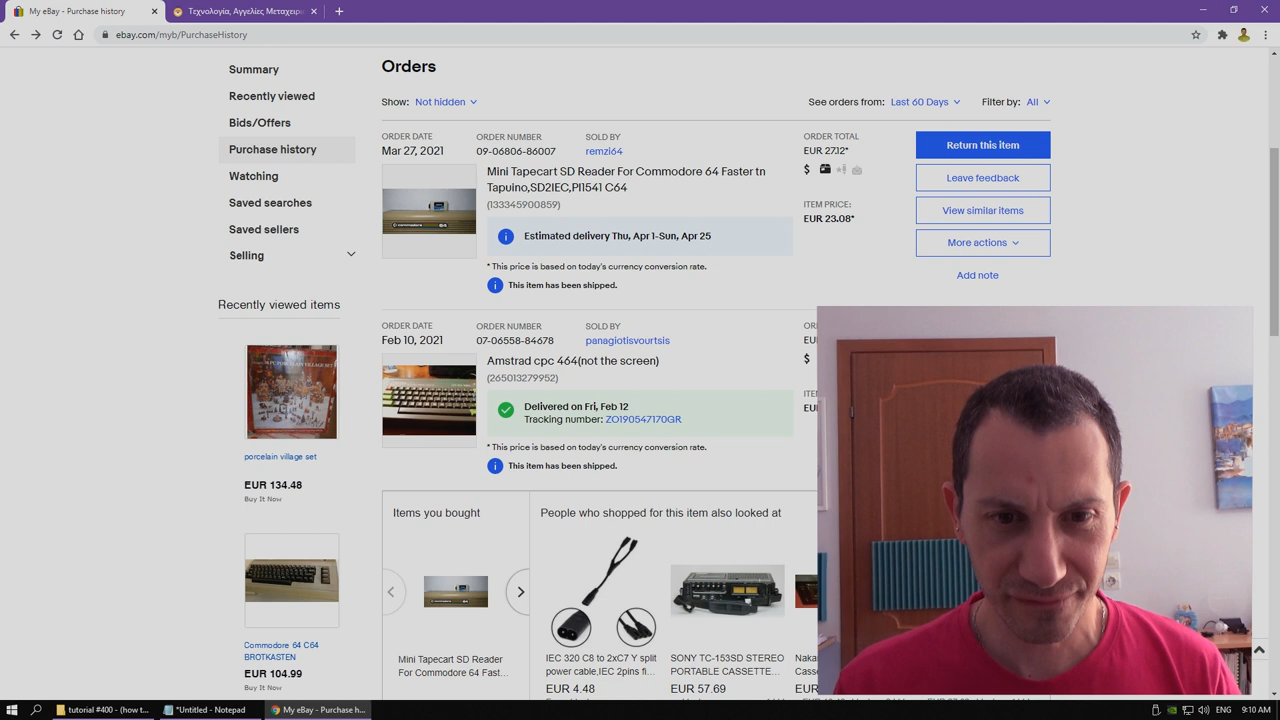 My eBay - Purchase history
Τεχνολογία, Αγγελίες Μεταχειρι
ebay.com/myb/PurchaseHistory
Summary
Recently viewed
Bids/Offers
Purchase history
Watching
Saved searches
Saved sellers
Selling
Recently viewed items
porcelain village set
EUR 134.48
Buy It Now
Commodore 64 C64
BROTKASTEN
EUR 104.99
Buy It Now
Orders
Show: Not hidden
See orders from: Last 60 Days
Filter by: All
ORDER DATE
Mar 27, 2021
ORDER NUMBER
09-06806-86007
SOLD BY
remzi64
Mini Tapecart SD Reader For Commodore 64 Faster tn
Tapuino,SD2IEC,PI1541 C64
(133345900859)
Estimated delivery Thu, Apr 1-Sun, Apr 25
* This price is based on today's currency conversion rate.
This item has been shipped.
ORDER TOTAL
EUR 27.12*
ITEM PRICE:
EUR 23.08*
Return this item
Leave feedback
View similar items
More actions
Add note
ORDER DATE
Feb 10, 2021
ORDER NUMBER
07-06558-84678
SOLD BY
panagiotisvourtsis
Amstrad cpc 464(not the screen)
(265013279952)
Delivered on Fri, Feb 12
Tracking number: ZO190547170GR
* This price is based on today's currency conversion rate.
This item has been shipped.
Items you bought
Mini Tapecart SD Reader
For Commodore 64 Fast...
People who shopped for this item also looked at
IEC 320 C8 to 2xC7 Y split
power cable,IEC 2pins fi...
EUR 4.48
SONY TC-153SD STEREO
PORTABLE CASSETTE...
EUR 57.69
tutorial #400 - (how t...
*Untitled - Notepad
My eBay - Purchase h...
ENG
9:10 AM